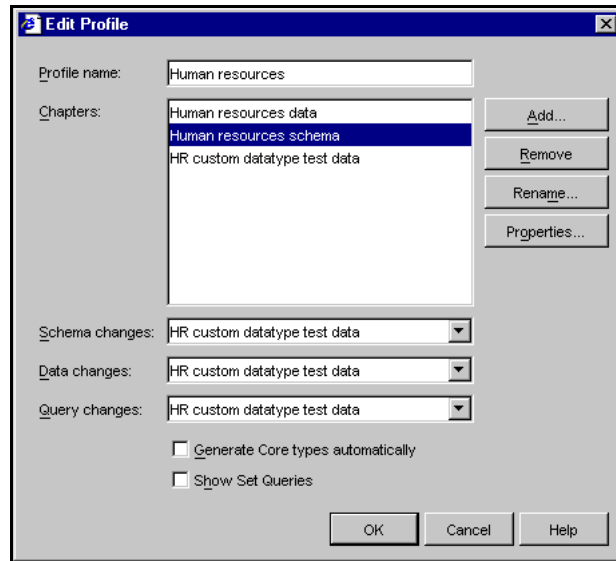 Edit Profile
Profile name: Human resources
Chapters: Human resources data
Human resources schema
HR custom datatype test data
Add...
Remove
Rename...
Properties...
Schema changes: HR custom datatype test data
Data changes: HR custom datatype test data
Query changes: HR custom datatype test data
Generate Core types automatically
Show Set Queries
OK Cancel Help